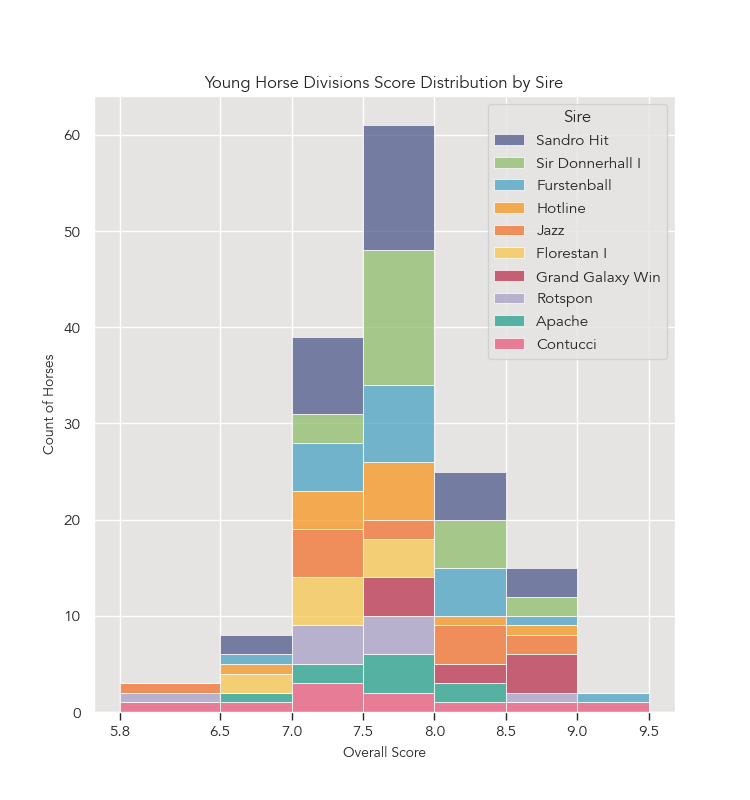 Young Horse Divisions Score Distribution by Sire
Sire
Sandro Hit
Sir Donnerhall I
Furstenball
Hotline
Jazz
Florestan I
Grand Galaxy Win
Rotspon
Apache
Contucci
Count of Horses
60
50
40
30
20
10
0
5.8 6.5 7.0 7.5 8.0 8.5 9.0 9.5
Overall Score